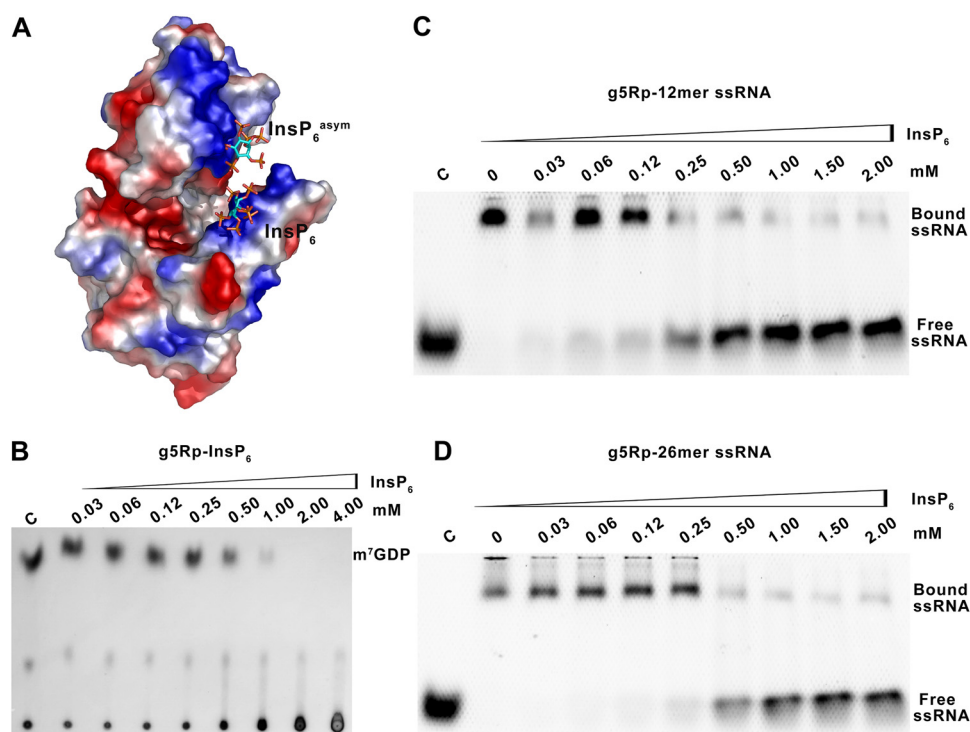 A
InsP6 asym
InsP6
B
g5Rp-InsP6
InsP6
C 0.03 0.06 0.12 0.25 0.50 1.00 2.00 4.00 mM
m7GDP
C
g5Rp-12mer ssRNA
InsP6
C 0 0.03 0.06 0.12 0.25 0.50 1.00 1.50 2.00 mM
Bound
ssRNA
Free
ssRNA
D
g5Rp-26mer ssRNA
InsP6
C 0 0.03 0.06 0.12 0.25 0.50 1.00 1.50 2.00 mM
Bound
ssRNA
Free
ssRNA